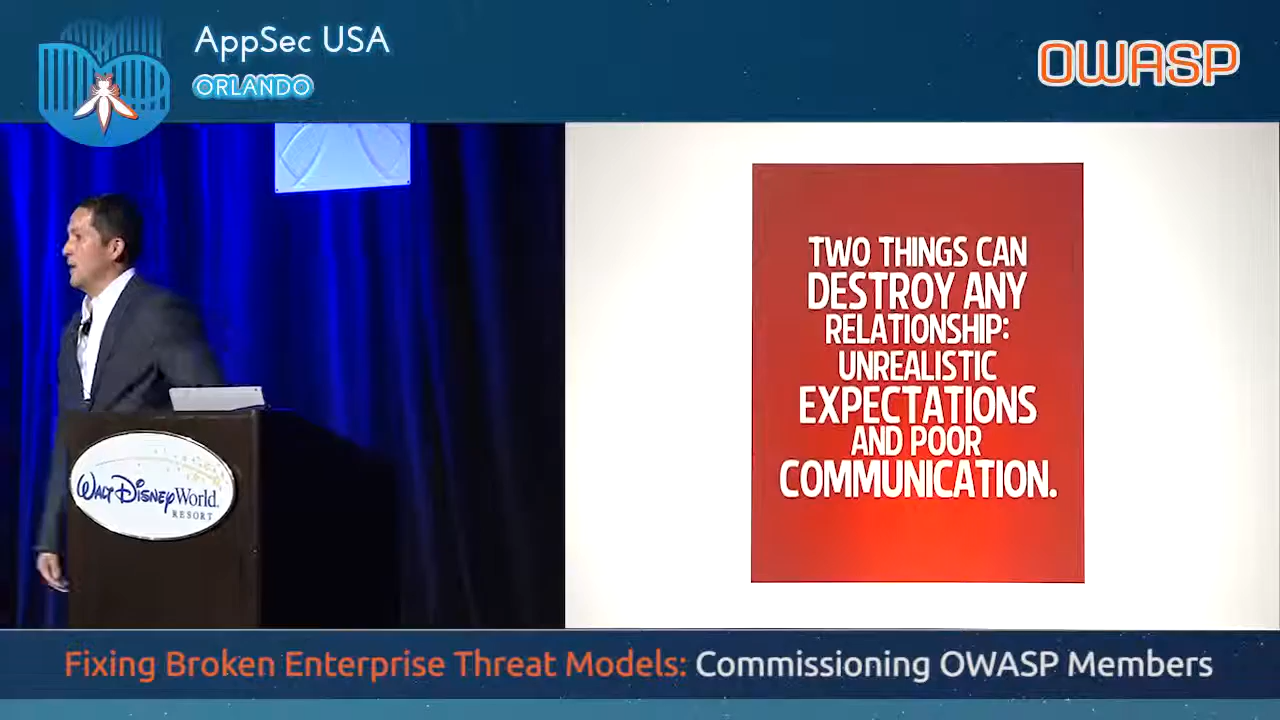 AppSec USA
ORLANDO
OWASP
TWO THINGS CAN
DESTROY ANY
RELATIONSHIP:
UNREALISTIC
EXPECTATIONS
AND POOR
COMMUNICATION.
WALT DISNEY World
RESORT
Fixing Broken Enterprise Threat Models: Commissioning OWASP Members